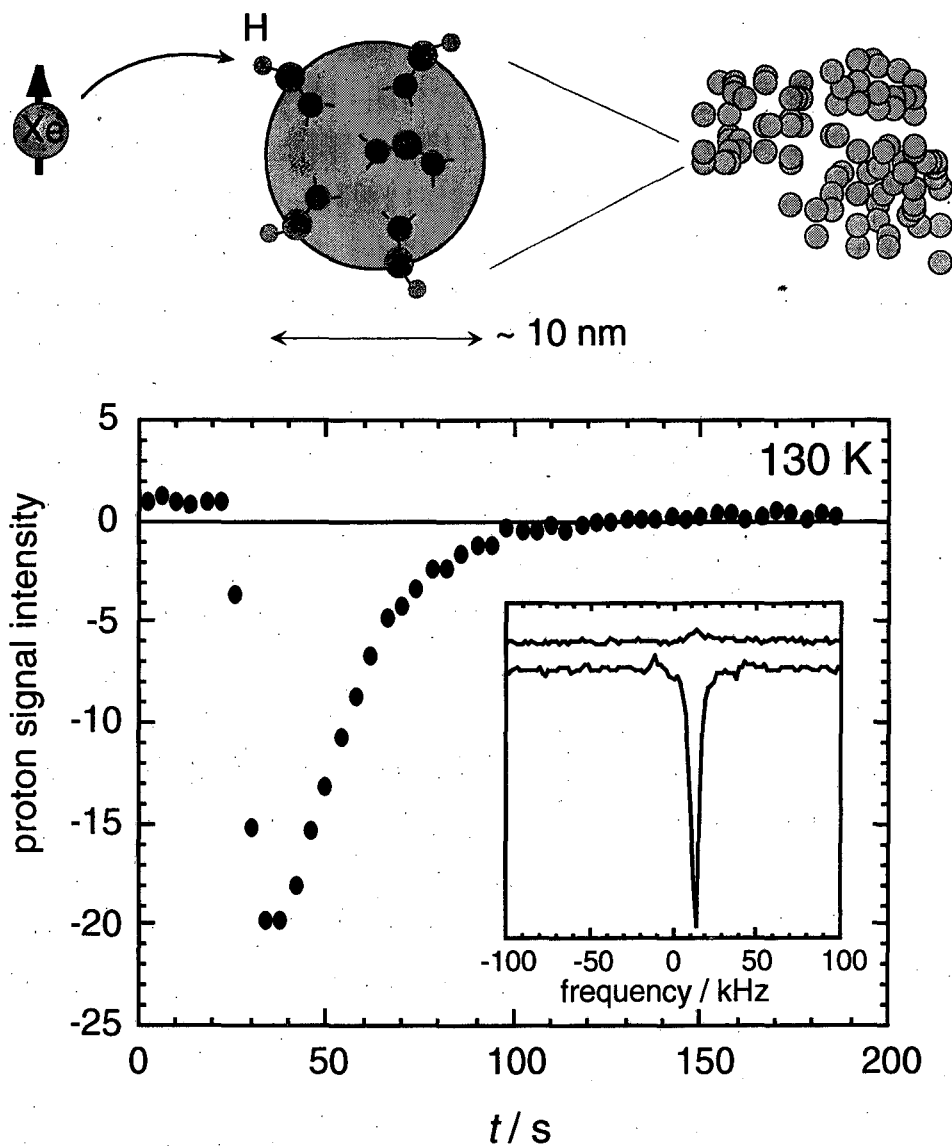 H
Xe
~ 10 nm
130 K
5
0
-5
-10
-15
-20
-25
proton signal intensity
-100 -50 0 50 100
frequency / kHz
0 50 100 150 200
t / s